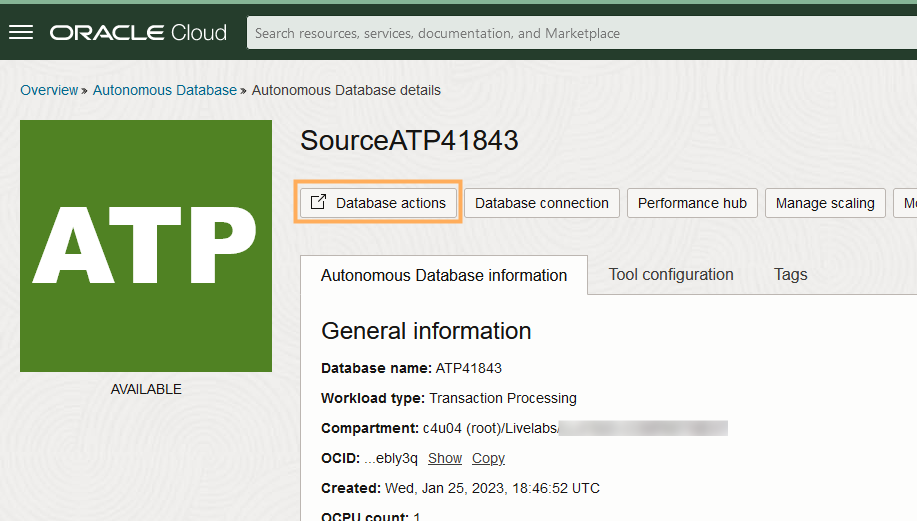 ORACLE Cloud
Search resources, services, documentation, and Marketplace
Overview » Autonomous Database » Autonomous Database details
ATP
AVAILABLE
SourceATP41843
Database actions
Database connection
Performance hub
Manage scaling
Autonomous Database information
Tool configuration
Tags
General information
Database name: ATP41843
Workload type: Transaction Processing
Compartment: c4u04 (root)/Livelabs/
OCID: ...ebly3q Show Copy
Created: Wed, Jan 25, 2023, 18:46:52 UTC
OCPU count: 1